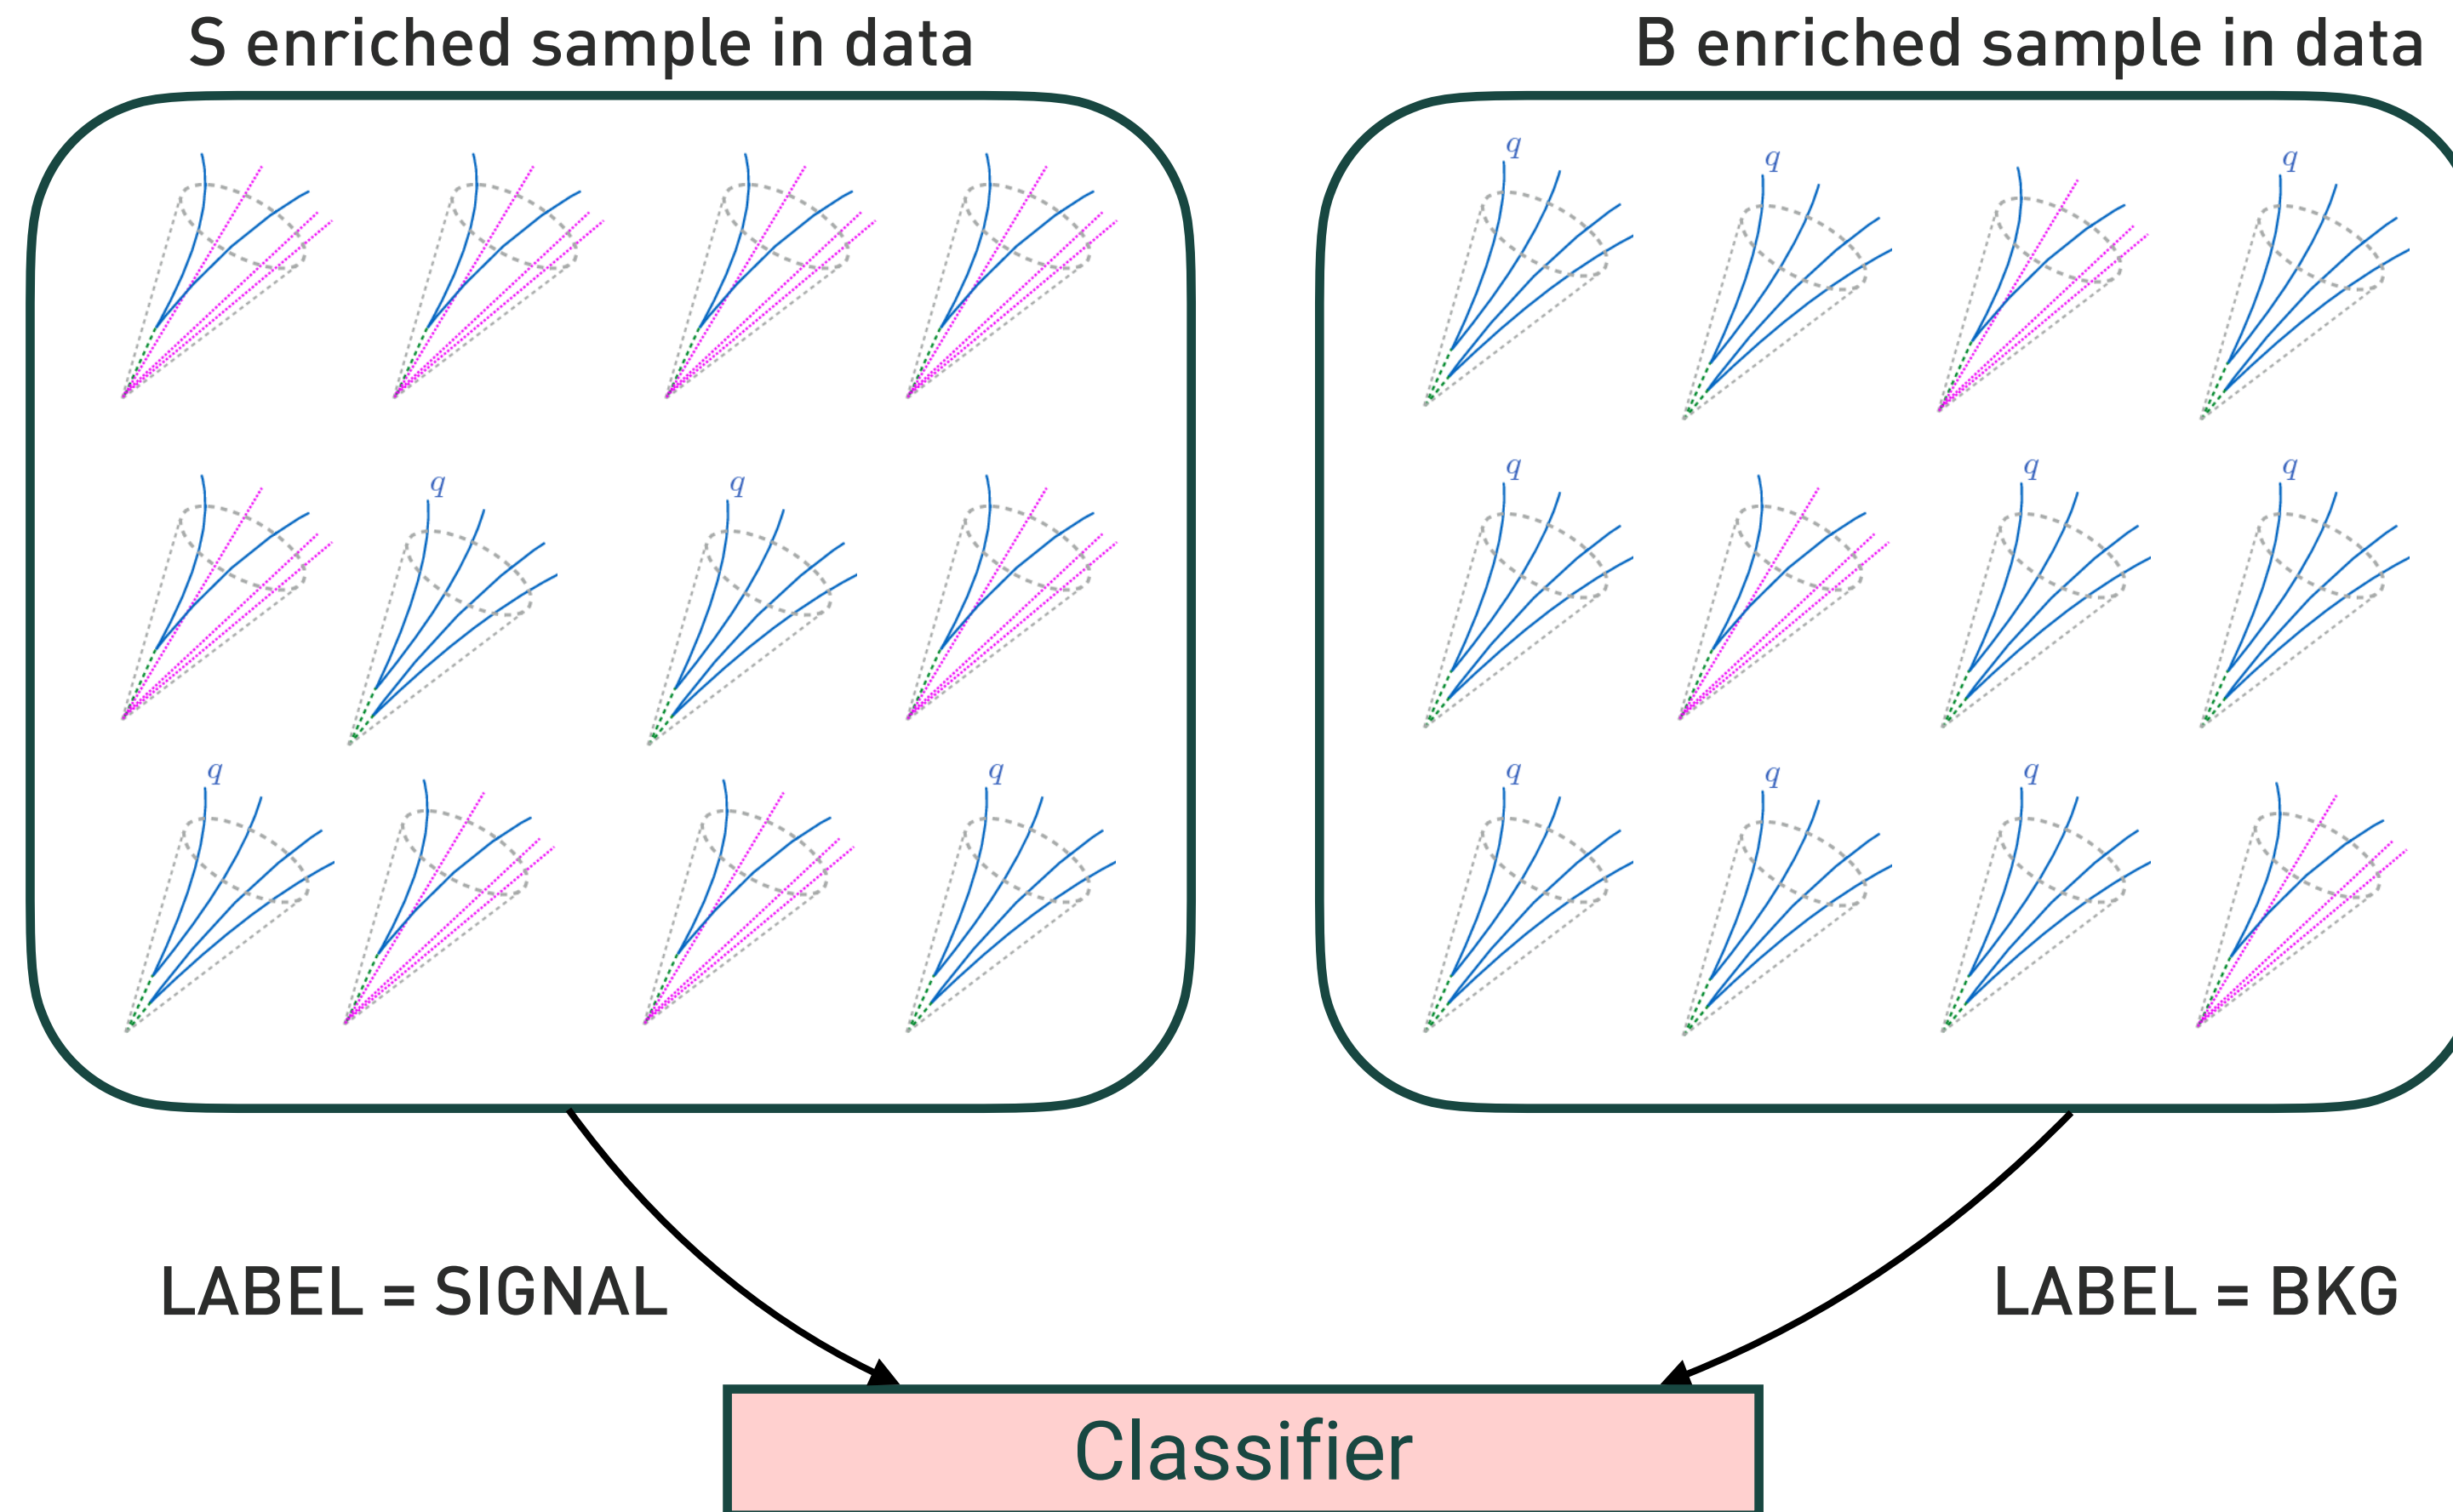 S enriched sample in data
B enriched sample in data
q
q
q
q
q
q
q
q
q
q
q
q
q
LABEL = SIGNAL
LABEL = BKG
Classifier